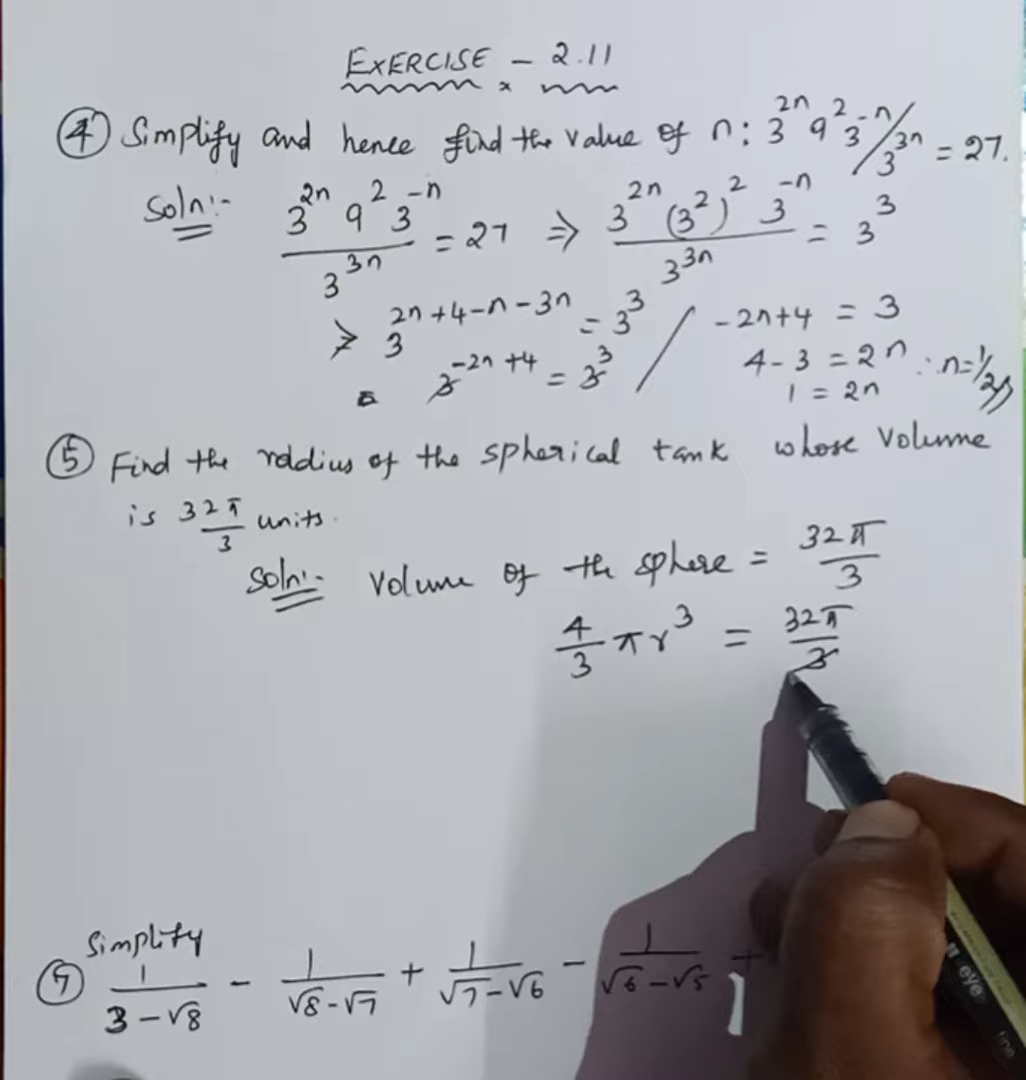 EXERCISE - 2.11
④ Simplify and hence find the value of n: 3^2n 9^2 3^-n / 3^3n = 27.
Soln:- 3^2n 9^2 3^-n / 3^3n = 27 ⇒ 3^2n (3^2)^2 3^-n / 3^3n = 3^3
⇒ 3^2n+4-n-3n = 3^3 / -2n+4 = 3
3^-2n+4 = 3^3 4-3 = 2n ∴ n=1/2
1 = 2n
⑤ Find the raddius of the spherical tank whose Volume
is 32π/3 units.
Soln:- Volume of the sphere = 32π/3
4/3 πr^3 = 32π/3
Simplify
⑦ 1/3-√8 - 1/√8-√7 + 1/√7-√6 - 1/√6-√5 +
eye
fine